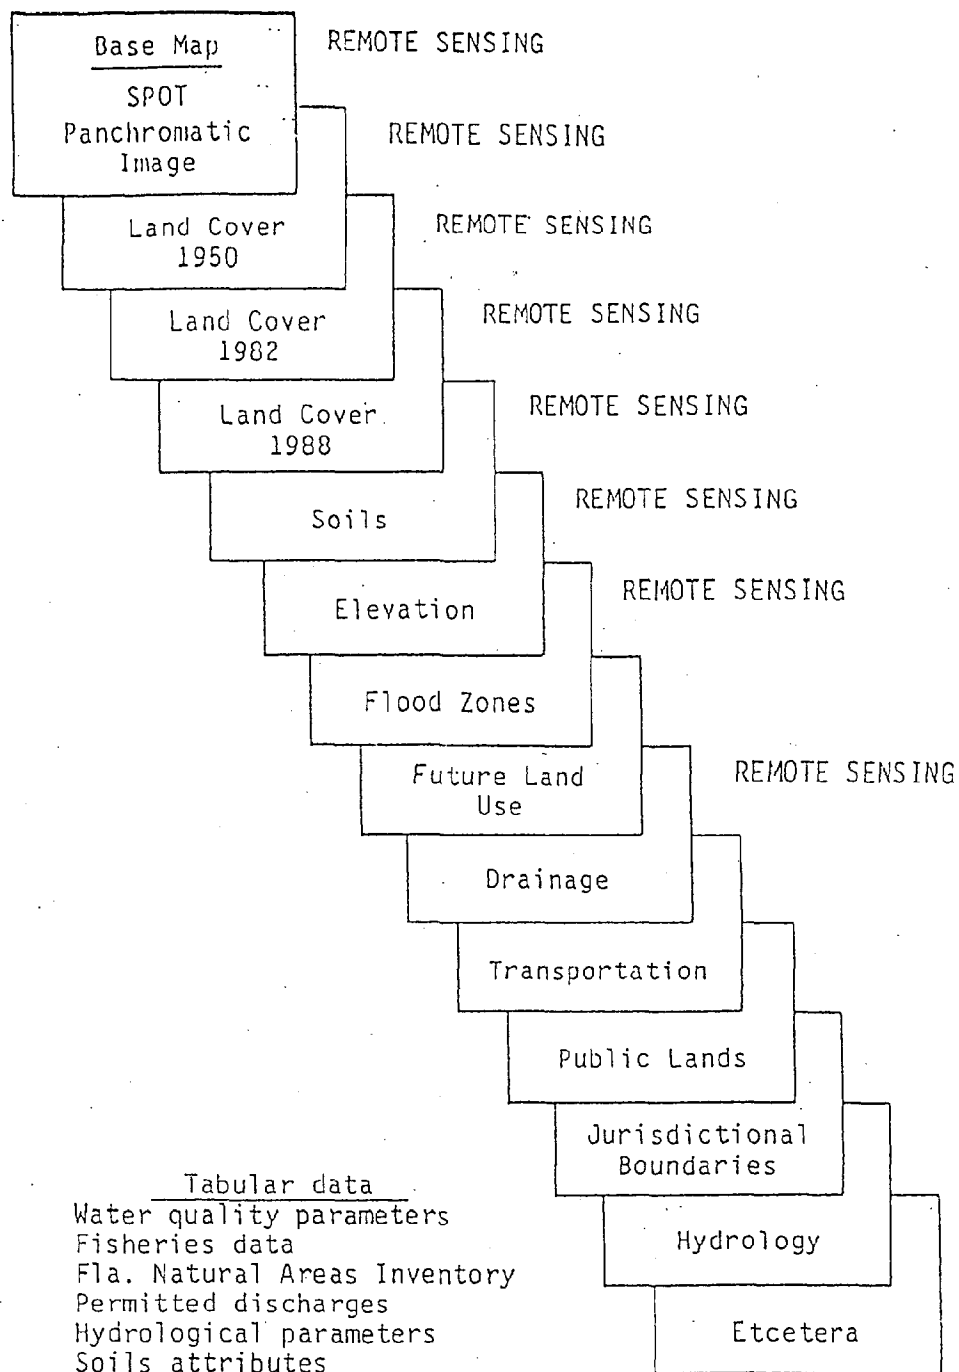 Base Map
REMOTE SENSING
SPOT
Panchromatic
Image
REMOTE SENSING
Land Cover
1950
REMOTE SENSING
Land Cover
1982
REMOTE SENSING
Land Cover
1988
REMOTE SENSING
Soils
REMOTE SENSING
Elevation
REMOTE SENSING
Flood Zones
Future Land
Use
REMOTE SENSING
Drainage
Transportation
Public Lands
Jurisdictional
Boundaries
Hydrology
Etcetera
Tabular data
Water quality parameters
Fisheries data
Fla. Natural Areas Inventory
Permitted discharges
Hydrological parameters
Soils attributes